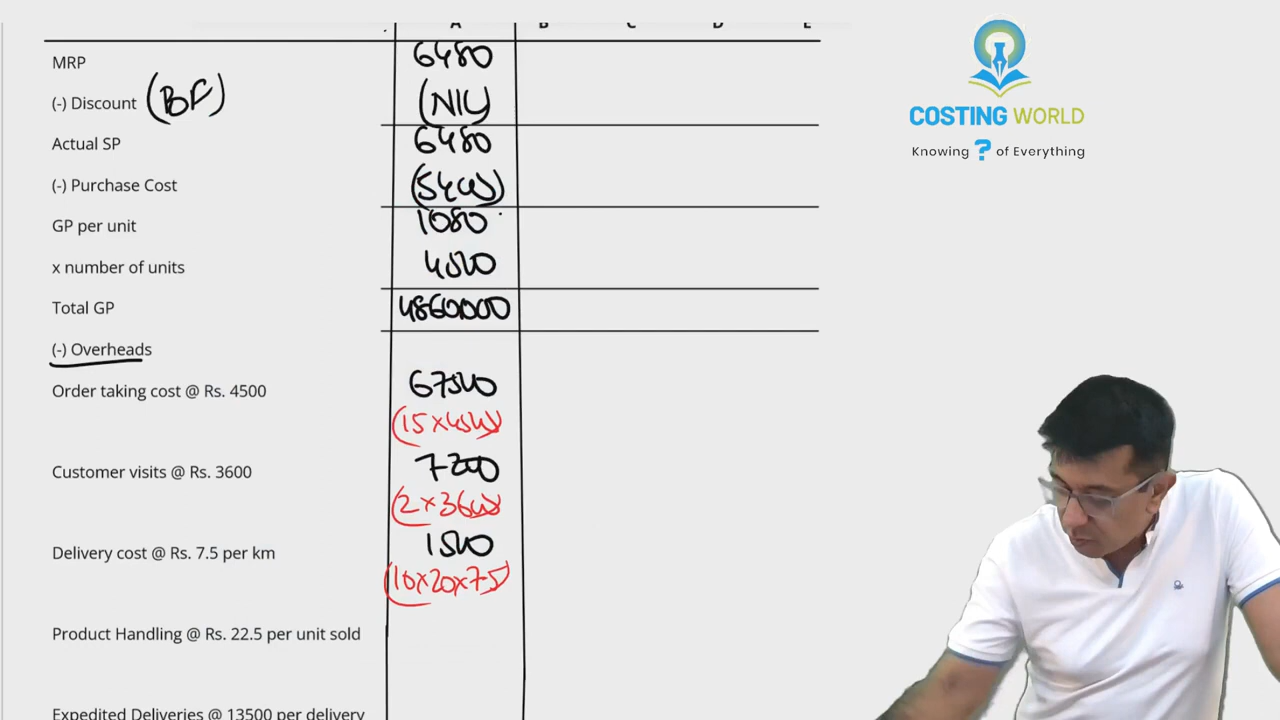 A B C D E
MRP 6480
(-) Discount (BF) (NIL)
Actual SP 6480
(-) Purchase Cost (5400)
GP per unit 1080
x number of units 4500
Total GP 4860000
(-) Overheads
Order taking cost @ Rs. 4500 67500
(15x4500)
Customer visits @ Rs. 3600 7200
(2x3600)
Delivery cost @ Rs. 7.5 per km 1500
(10x20x7.5)
Product Handling @ Rs. 22.5 per unit sold
Expedited Deliveries @ 13500 per delivery
COSTING WORLD
Knowing ? of Everything